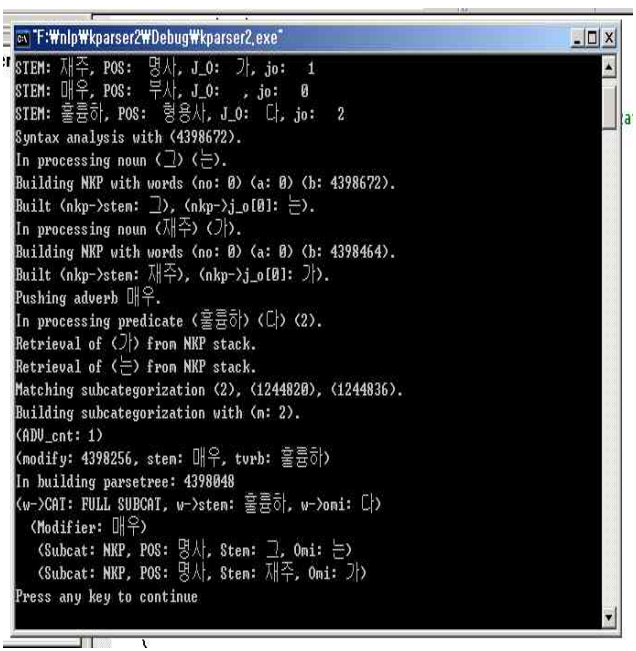 "F:₩nlp₩kparser2₩Debug₩kparser2.exe"
STEM: 재주, POS: 명사, J_O: 가, jo: 1
STEM: 매우, POS: 부사, J_O: , jo: 0
STEM: 훌륭하, POS: 형용사, J_O: 다, jo: 2
Syntax analysis with (4398672).
In processing noun (그) (는).
Building NKP with words (no: 0) (a: 0) (b: 4398672).
Built (nkp->stem: 그), (nkp->j_o[0]: 는).
In processing noun (재주) (가).
Building NKP with words (no: 0) (a: 0) (b: 4398464).
Built (nkp->stem: 재주), (nkp->j_o[0]: 가).
Pushing adverb 매우.
In processing predicate (훌륭하) (다) (2).
Retrieval of (가) from NKP stack.
Retrieval of (는) from NKP stack.
Matching subcategorization (2), (1244820), (1244836).
Building subcategorization with (n: 2).
(ADV_cnt: 1)
(modify: 4398256, stem: 매우, tvrb: 훌륭하)
In building parsetree: 4398048
(w->CAT: FULL SUBCAT, w->stem: 훌륭하, w->omi: 다)
(Modifier: 매우)
(Subcat: NKP, POS: 명사, Stem: 그, Omi: 는)
(Subcat: NKP, POS: 명사, Stem: 재주, Omi: 가)
Press any key to continue